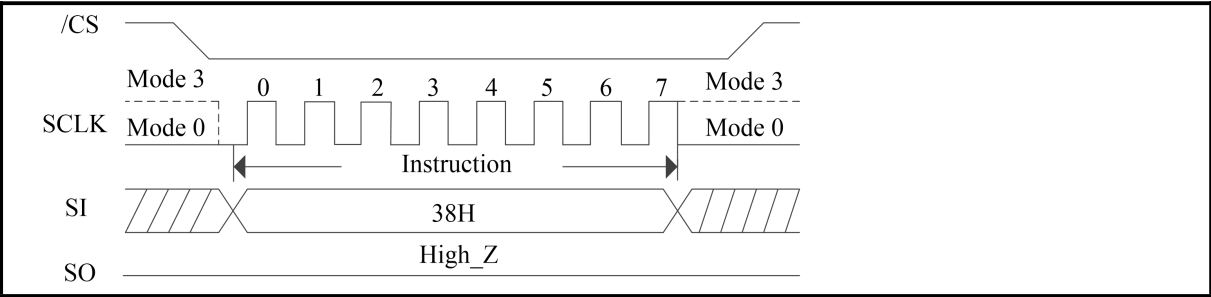 /CS
Mode 3 0 1 2 3 4 5 6 7 Mode 3
SCLK Mode 0 Mode 0
Instruction
SI 38H
High_Z
SO